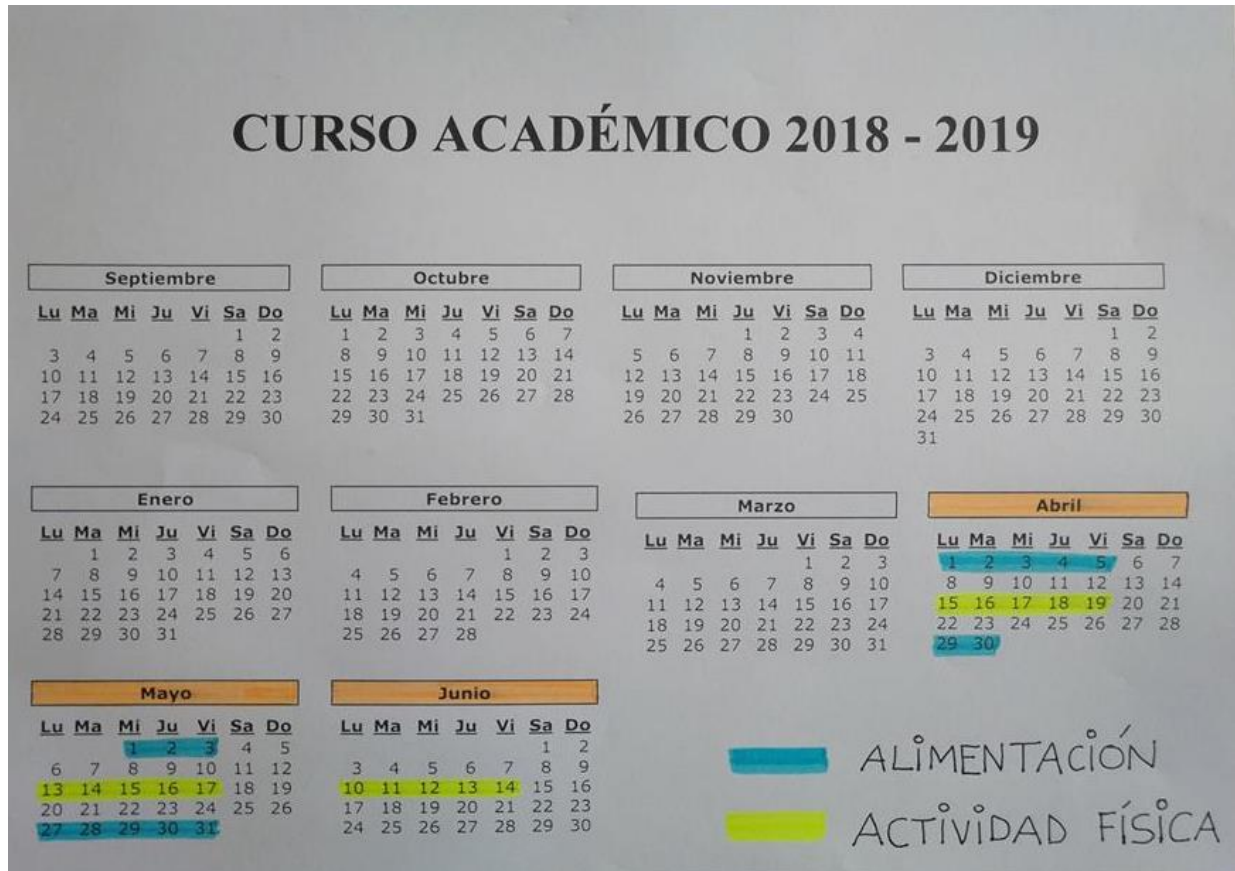 CURSO ACADÉMICO 2018 - 2019
Septiembre
Lu Ma Mi Ju Vi Sa Do
1 2
3 4 5 6 7 8 9
10 11 12 13 14 15 16
17 18 19 20 21 22 23
24 25 26 27 28 29 30
Octubre
Lu Ma Mi Ju Vi Sa Do
1 2 3 4 5 6 7
8 9 10 11 12 13 14
15 16 17 18 19 20 21
22 23 24 25 26 27 28
29 30 31
Noviembre
Lu Ma Mi Ju Vi Sa Do
1 2 3 4
5 6 7 8 9 10 11
12 13 14 15 16 17 18
19 20 21 22 23 24 25
26 27 28 29 30
Diciembre
Lu Ma Mi Ju Vi Sa Do
1 2
3 4 5 6 7 8 9
10 11 12 13 14 15 16
17 18 19 20 21 22 23
24 25 26 27 28 29 30
31
Enero
Lu Ma Mi Ju Vi Sa Do
1 2 3 4 5 6
7 8 9 10 11 12 13
14 15 16 17 18 19 20
21 22 23 24 25 26 27
28 29 30 31
Febrero
Lu Ma Mi Ju Vi Sa Do
1 2 3
4 5 6 7 8 9 10
11 12 13 14 15 16 17
18 19 20 21 22 23 24
25 26 27 28
Marzo
Lu Ma Mi Ju Vi Sa Do
1 2 3
4 5 6 7 8 9 10
11 12 13 14 15 16 17
18 19 20 21 22 23 24
25 26 27 28 29 30 31
Abril
Lu Ma Mi Ju Vi Sa Do
1 2 3 4 5 6 7
8 9 10 11 12 13 14
15 16 17 18 19 20 21
22 23 24 25 26 27 28
29 30
Mayo
Lu Ma Mi Ju Vi Sa Do
1 2 3 4 5
6 7 8 9 10 11 12
13 14 15 16 17 18 19
20 21 22 23 24 25 26
27 28 29 30 31
Junio
Lu Ma Mi Ju Vi Sa Do
1 2
3 4 5 6 7 8 9
10 11 12 13 14 15 16
17 18 19 20 21 22 23
24 25 26 27 28 29 30
ALIMENTACIÓN
ACTIVIDAD FÍSICA